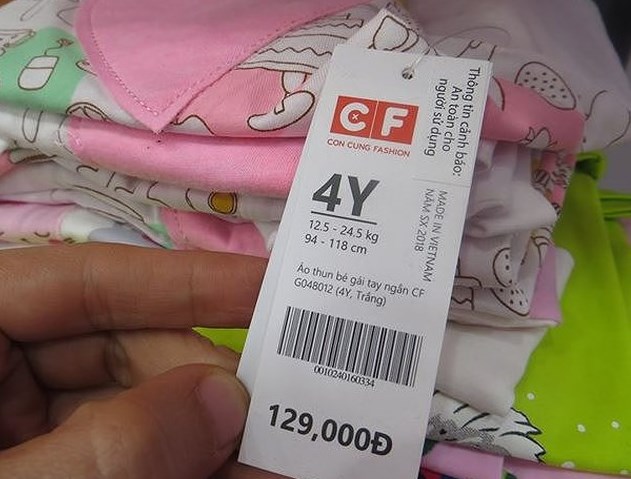 CF
CON CUNG FASHION
4Y
12.5 - 24.5 kg
94 - 118 cm
Áo thun bé gái tay ngắn CF
G048012 (4Y, Trắng)
0010240160334
129,000Đ
Thông tin cảnh báo:
An toàn cho
người sử dụng
MADE IN VIETNAM
NĂM SX 2018